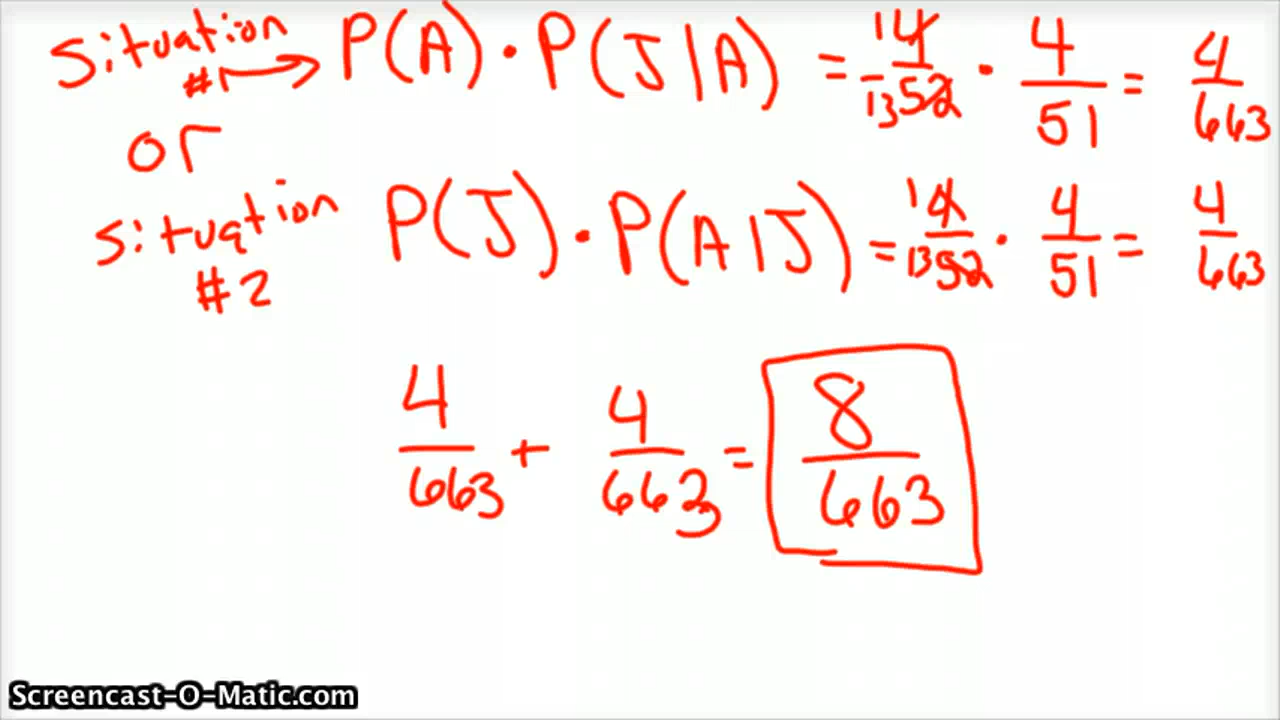 Situation #1 → P(A) · P(J|A) = 1 4/13 52 · 4/51 = 4/663
or
Situation #2 P(J) · P(A|J) = 1 4/13 52 · 4/51 = 4/663
4/663 + 4/663 = 8/663
Screencast-O-Matic.com